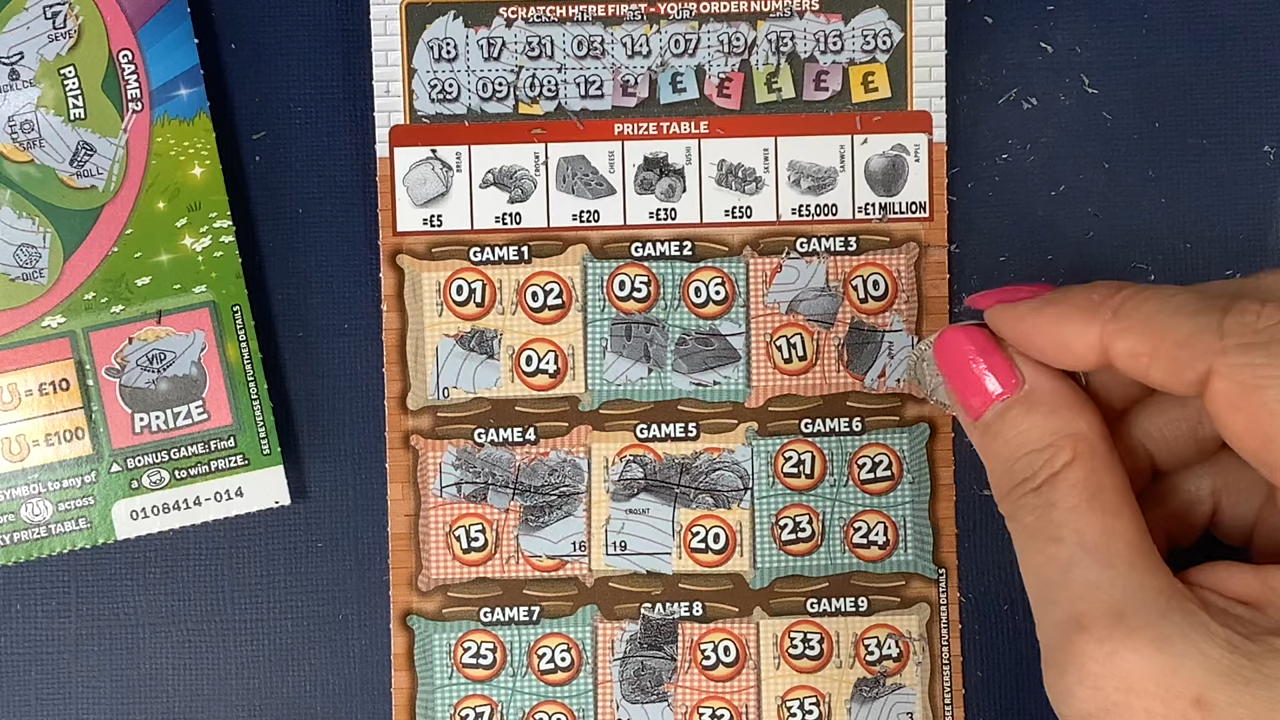 SCRATCH HERE FIRST - YOUR ORDER NUMBERS
18 17 31 03 14 07 19 13 16 36
29 09 08 12 £ £ £ £ £
PRIZE TABLE
BREAD CROSNT CHEESE SUSHI SKEWER SANWCH APPLE
=£5 =£10 =£20 =£30 =£50 =£5,000 =£1 MILLION
GAME 1 GAME 2 GAME 3
01 02 05 06 10
04 11
GAME 4 GAME 5 GAME 6
21 22
CROSNT
15 16 19 20 23 24
GAME 7 GAME 8 GAME 9
25 26 30 33 34
27 32 35
SEE REVERSE FOR FURTHER DETAILS
GAME 2
PRIZE
SAFE
ROLL
DICE
= £10
= £100
VIP
PRIZE
BONUS GAME: Find
a to win PRIZE.
SYMBOL to any of
across
PRIZE TABLE.
0108414-014
SEE REVERSE FOR FURTHER DETAILS